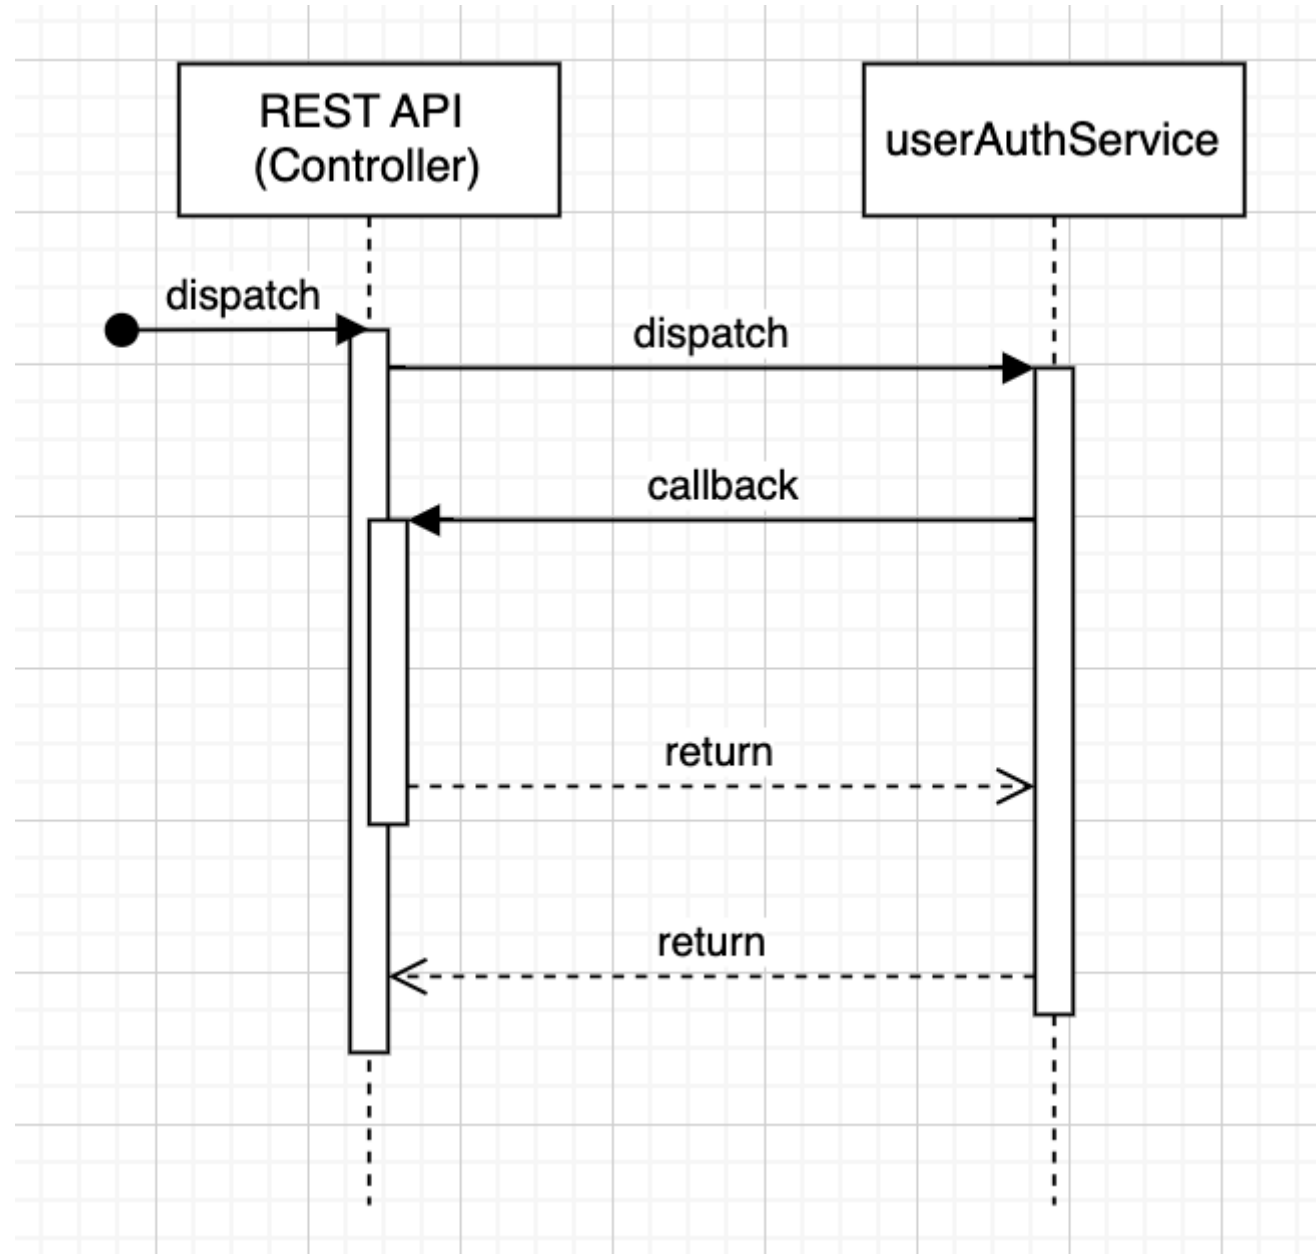 REST API
(Controller)
userAuthService
dispatch
dispatch
callback
return
return